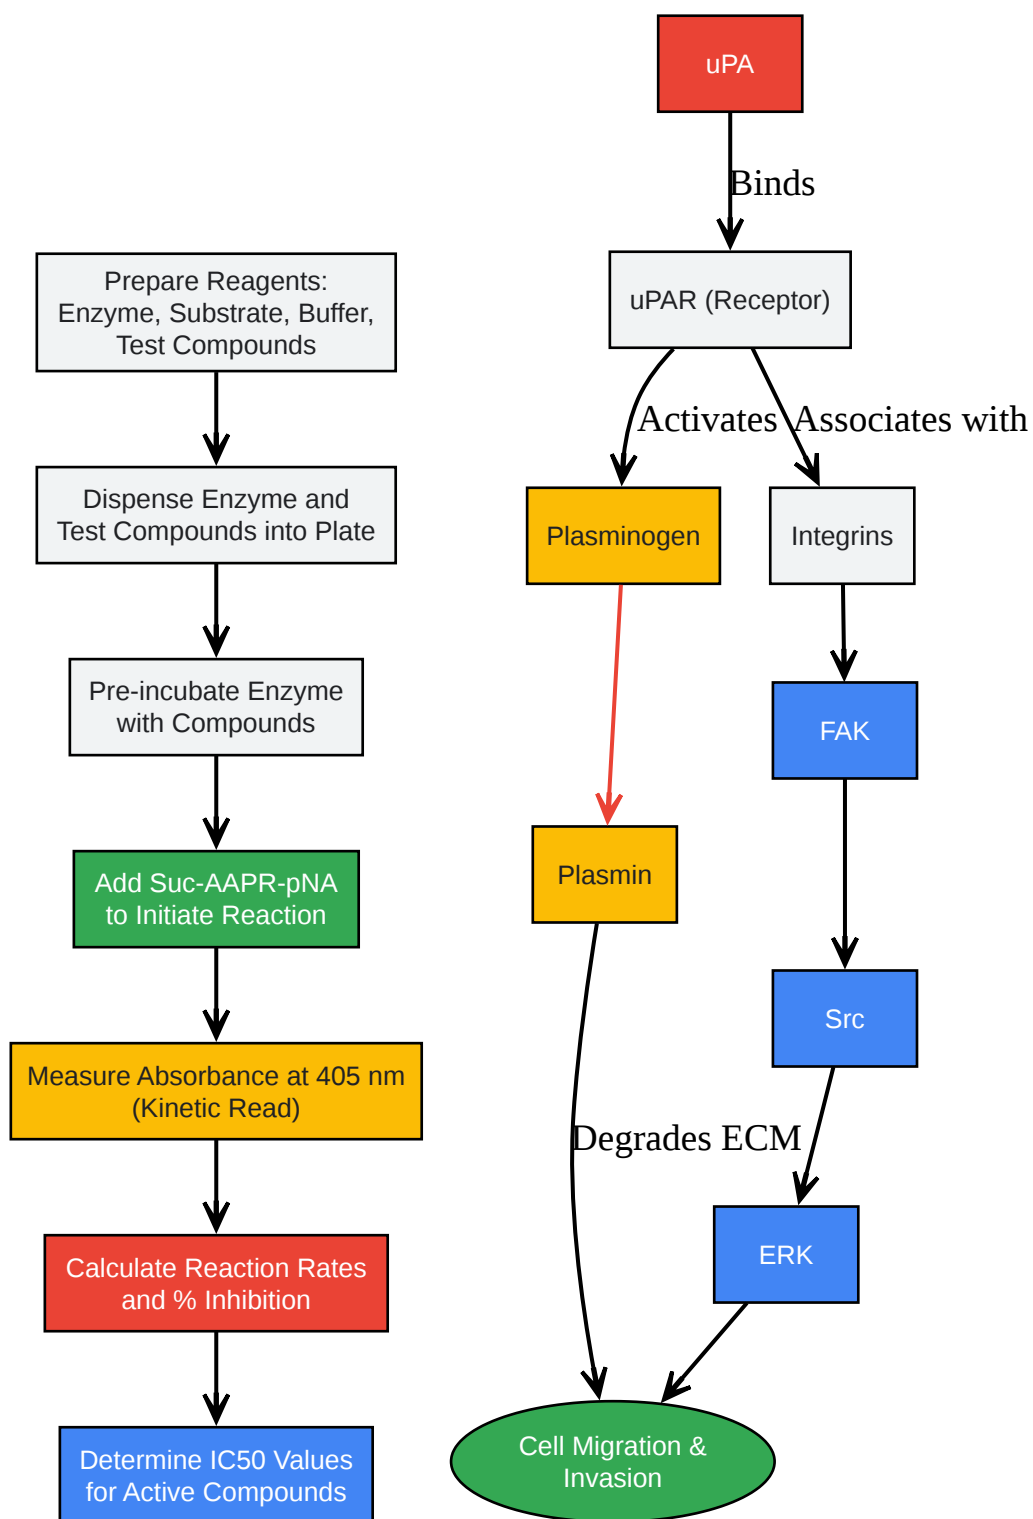 Prepare Reagents:
Enzyme, Substrate, Buffer,
Test Compounds
Dispense Enzyme and
Test Compounds into Plate
Pre-incubate Enzyme
with Compounds
Add Suc-AAPR-pNA
to Initiate Reaction
Measure Absorbance at 405 nm
(Kinetic Read)
Calculate Reaction Rates
and % Inhibition
Determine IC50 Values
for Active Compounds
uPA
Binds
uPAR (Receptor)
Activates
Associates with
Plasminogen
Integrins
FAK
Plasmin
Src
Degrades ECM
ERK
Cell Migration &
Invasion